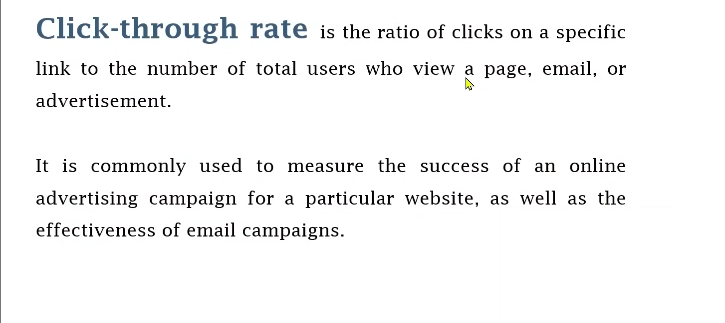 Click-through rate is the ratio of clicks on a specific
link to the number of total users who view a page, email, or
advertisement.
It is commonly used to measure the success of an online
advertising campaign for a particular website, as well as the
effectiveness of email campaigns.